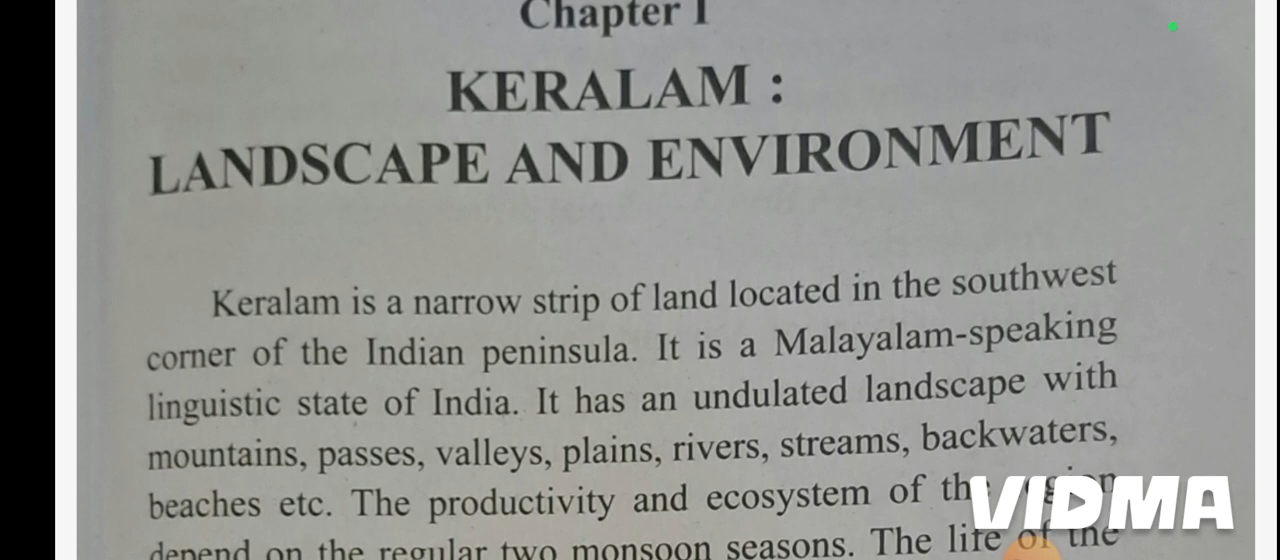 Chapter I
KERALAM :
LANDSCAPE AND ENVIRONMENT
Keralam is a narrow strip of land located in the southwest
corner of the Indian peninsula. It is a Malayalam-speaking
linguistic state of India. It has an undulated landscape with
mountains, passes, valleys, plains, rivers, streams, backwaters,
beaches etc. The productivity and ecosystem of the region
depend on the regular two monsoon seasons. The life of the
VIDMA